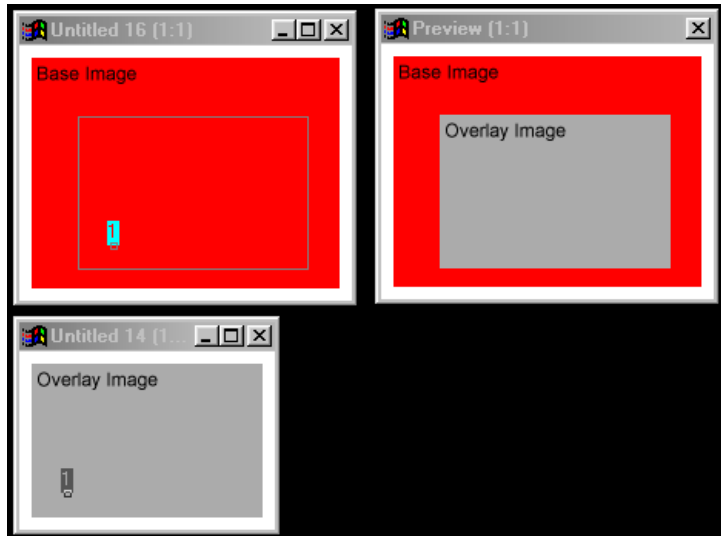 Untitled 16 (1:1)
Base Image
1
Preview (1:1)
Base Image
Overlay Image
Untitled 14 (1...
Overlay Image
1